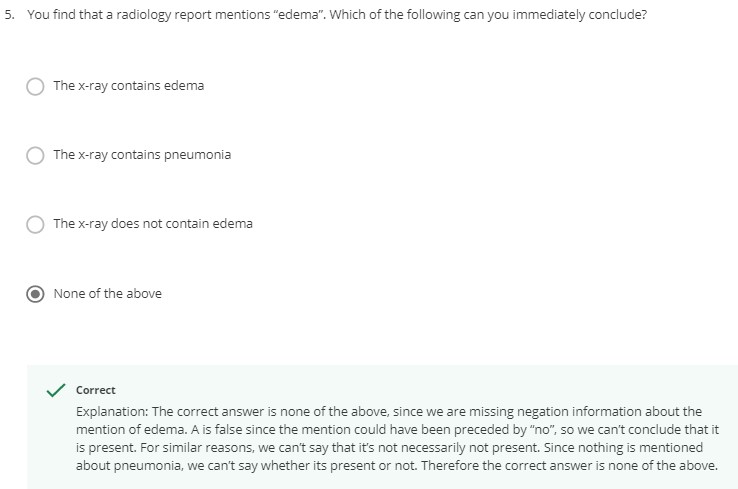 5. You find that a radiology report mentions "edema". Which of the following can you immediately conclude?
The x-ray contains edema
The x-ray contains pneumonia
The x-ray does not contain edema
None of the above
Correct
Explanation: The correct answer is none of the above, since we are missing negation information about the
mention of edema. A is false since the mention could have been preceded by "no", so we can't conclude that it
is present. For similar reasons, we can't say that it's not necessarily not present. Since nothing is mentioned
about pneumonia, we can't say whether its present or not. Therefore the correct answer is none of the above.